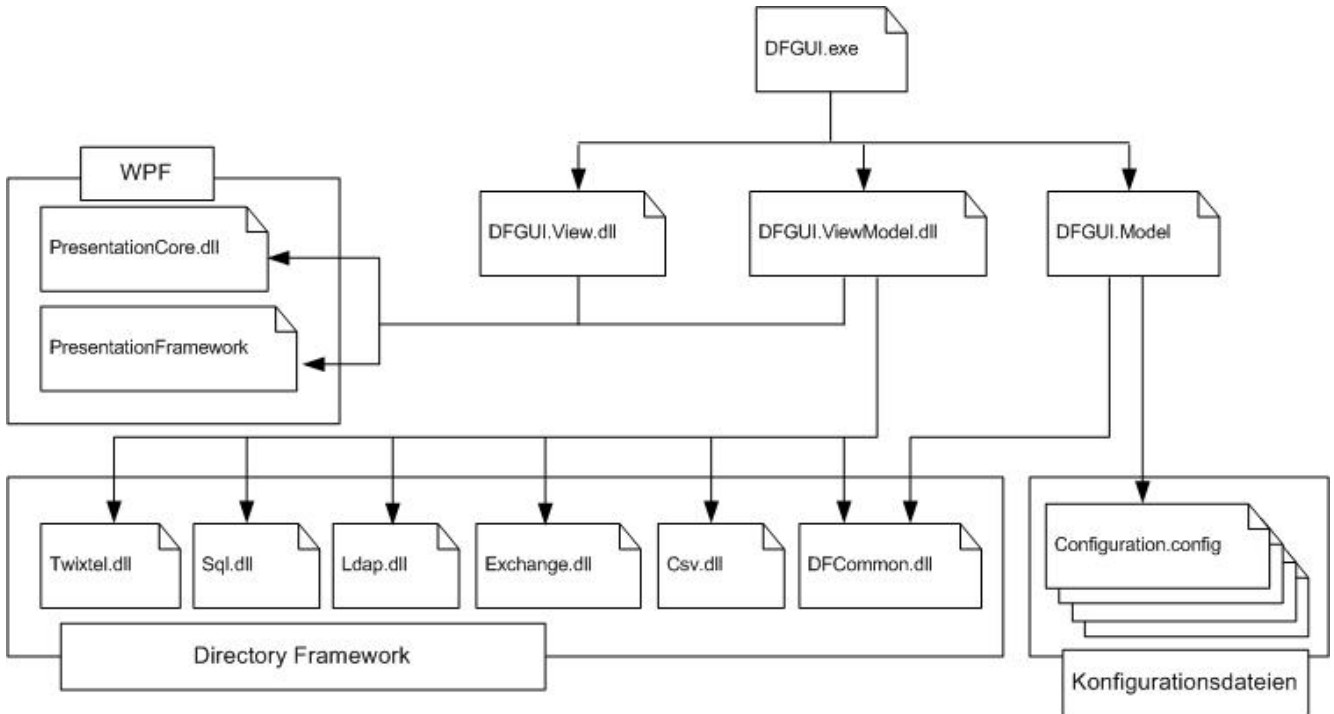 DFGUI.exe
WPF
PresentationCore.dll
DFGUI.View.dll
DFGUI.ViewModel.dll
DFGUI.Model
PresentationFramework
Twixtel.dll
Sql.dll
Ldap.dll
Exchange.dll
Csv.dll
DFCommon.dll
Configuration.config
Directory Framework
Konfigurationsdateien